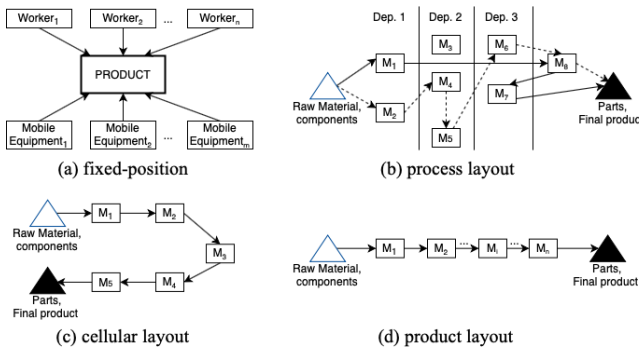 Worker₁ Worker₂ ... Workerₙ
PRODUCT
Mobile Equipment₁ Mobile Equipment₂ ... Mobile Equipmentₘ
(a) fixed-position
Dep. 1 Dep. 2 Dep. 3
M₃ M₆
M₁ M₈
M₄
M₇
Raw Material, components
M₂
M₅
Parts, Final product
(b) process layout
M₁ M₂
Raw Material, components
M₃
M₅ M₄
Parts, Final product
(c) cellular layout
M₁ M₂ ... Mᵢ ... Mₙ
Raw Material, components
Parts, Final product
(d) product layout